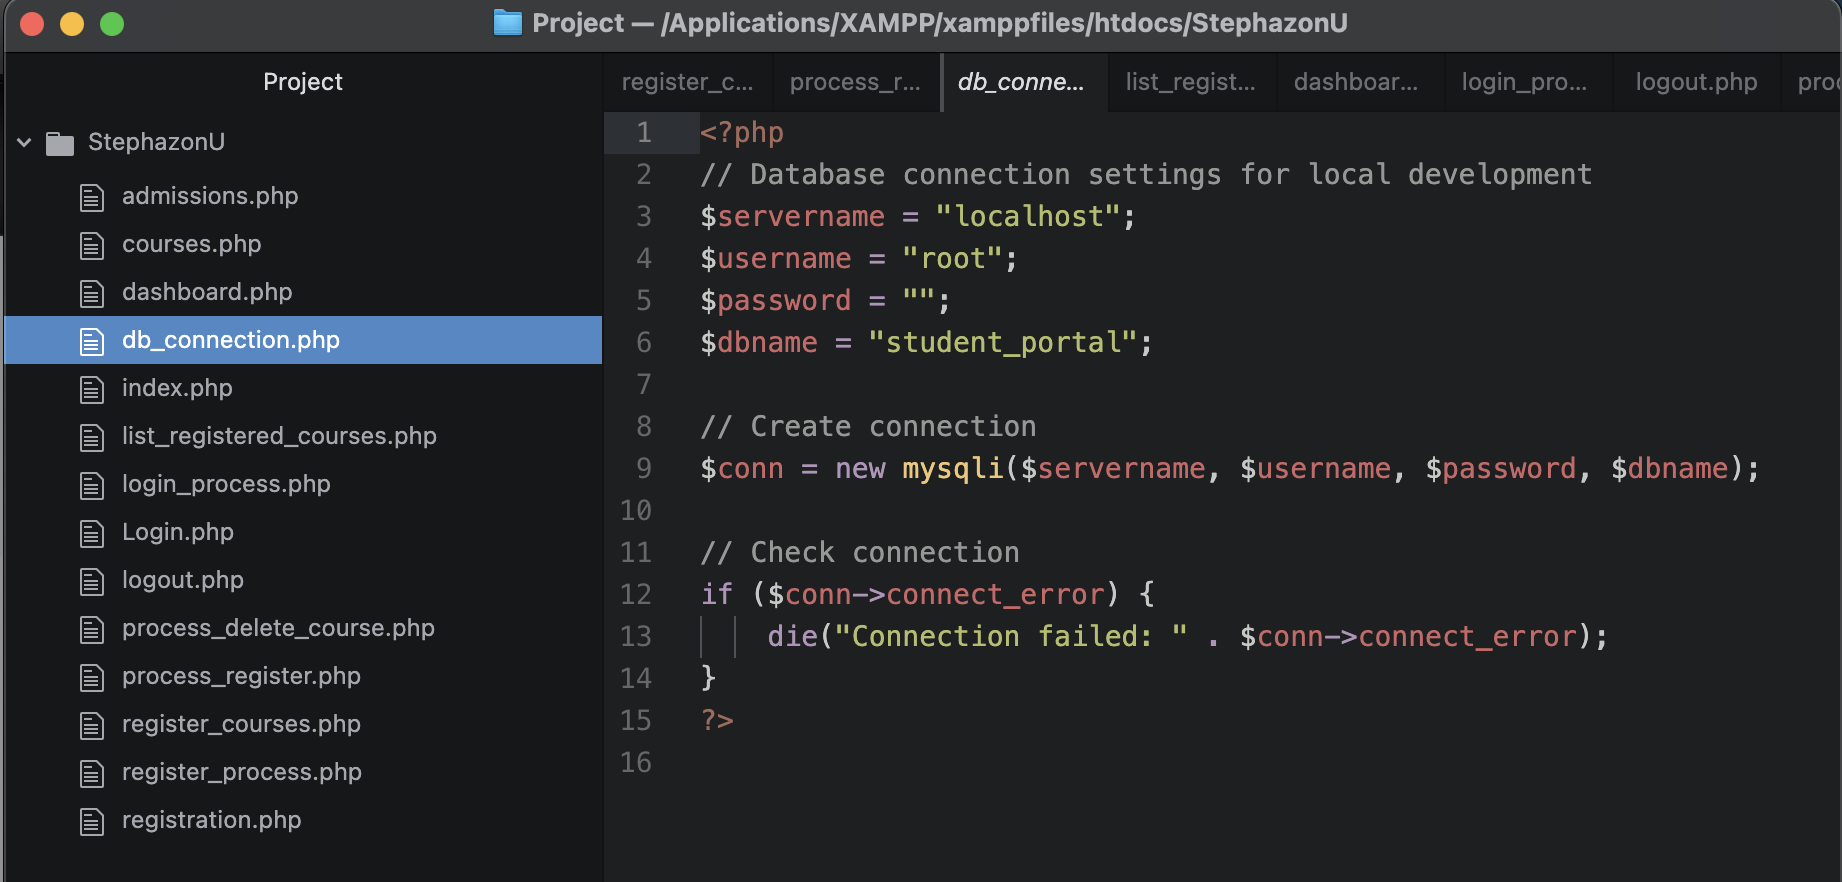 Project — /Applications/XAMPP/xamppfiles/htdocs/StephazonU
Project
StephazonU
admissions.php
courses.php
dashboard.php
db_connection.php
index.php
list_registered_courses.php
login_process.php
Login.php
logout.php
process_delete_course.php
process_register.php
register_courses.php
register_process.php
registration.php
register_c... process_r... db_conne... list_regist... dashboar... login_pro... logout.php proc
1 <?php
2 // Database connection settings for local development
3 $servername = "localhost";
4 $username = "root";
5 $password = "";
6 $dbname = "student_portal";
7
8 // Create connection
9 $conn = new mysqli($servername, $username, $password, $dbname);
10
11 // Check connection
12 if ($conn->connect_error) {
13     die("Connection failed: " . $conn->connect_error);
14 }
15 ?>
16